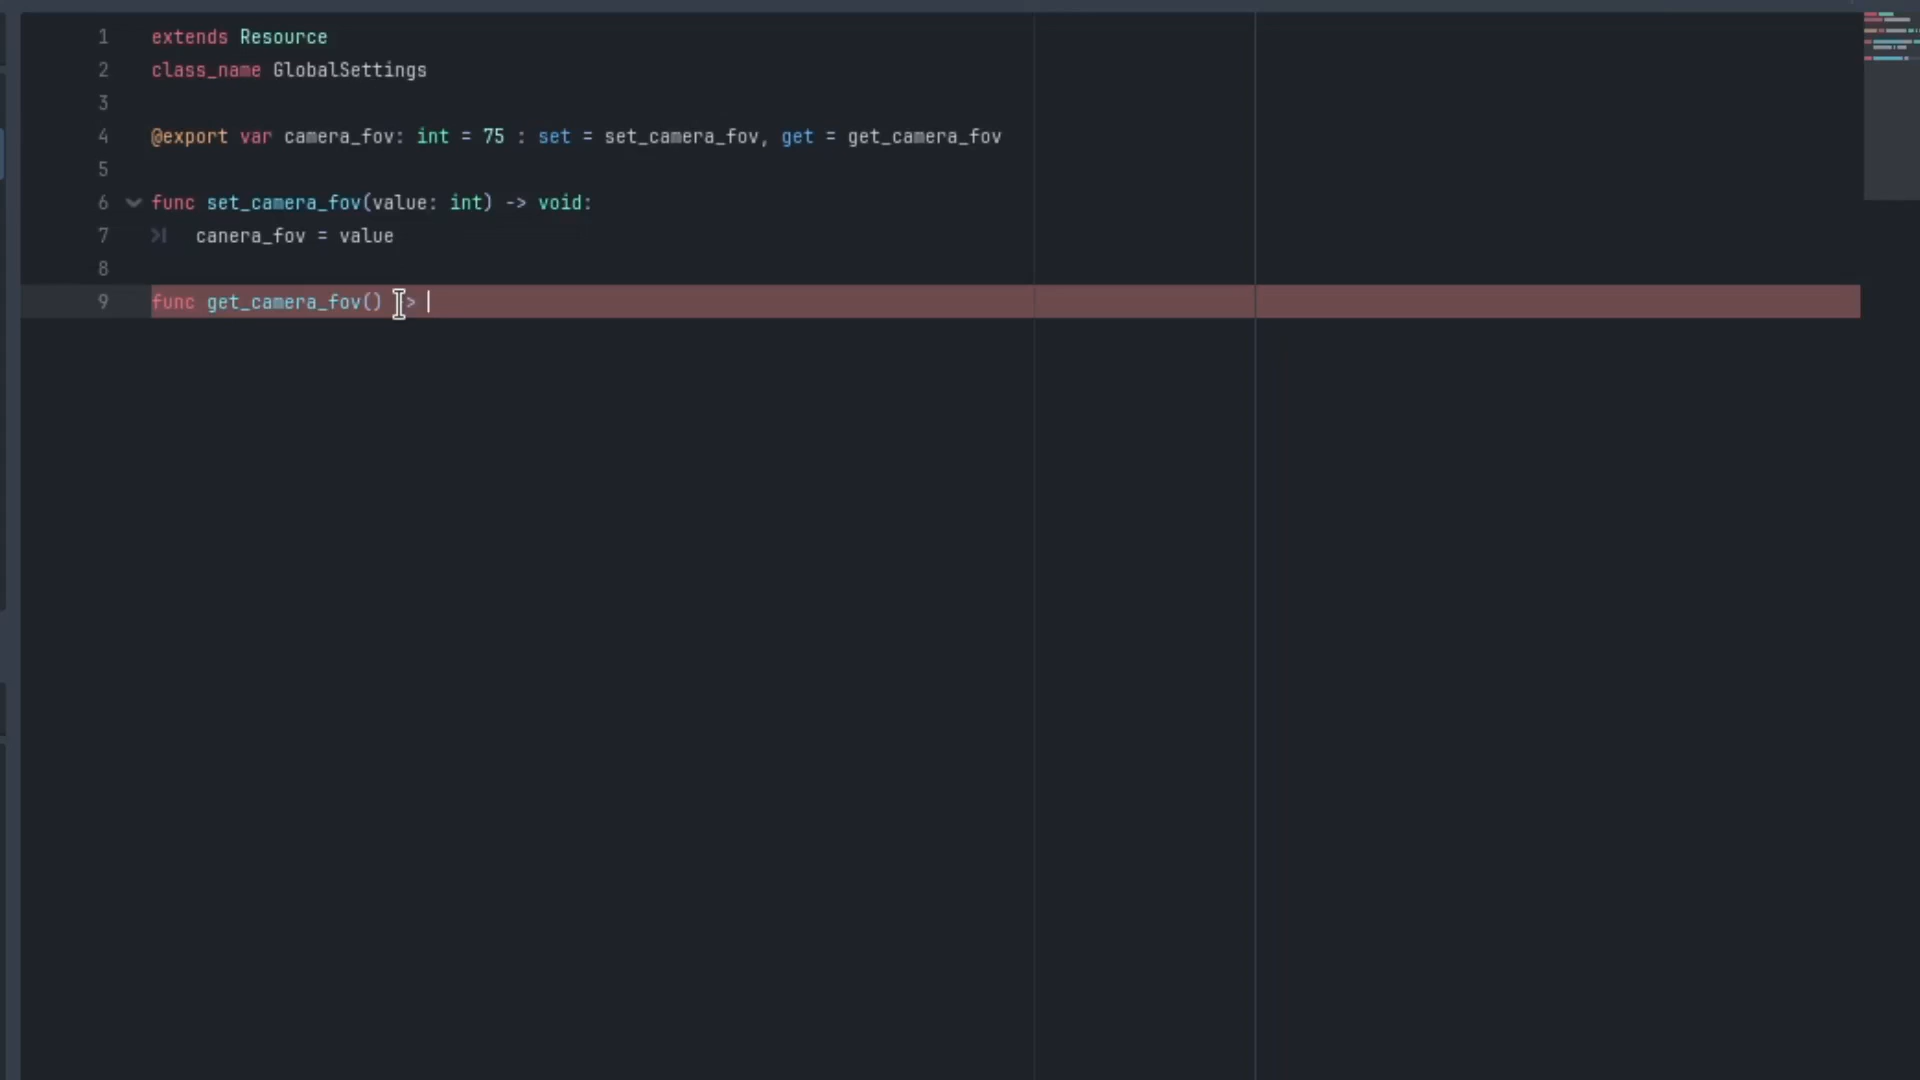 1 extends Resource
2 class_name GlobalSettings
3
4 @export var camera_fov: int = 75 : set = set_camera_fov, get = get_camera_fov
5
6 func set_camera_fov(value: int) -> void:
7 canera_fov = value
8
9 func get_camera_fov() ->